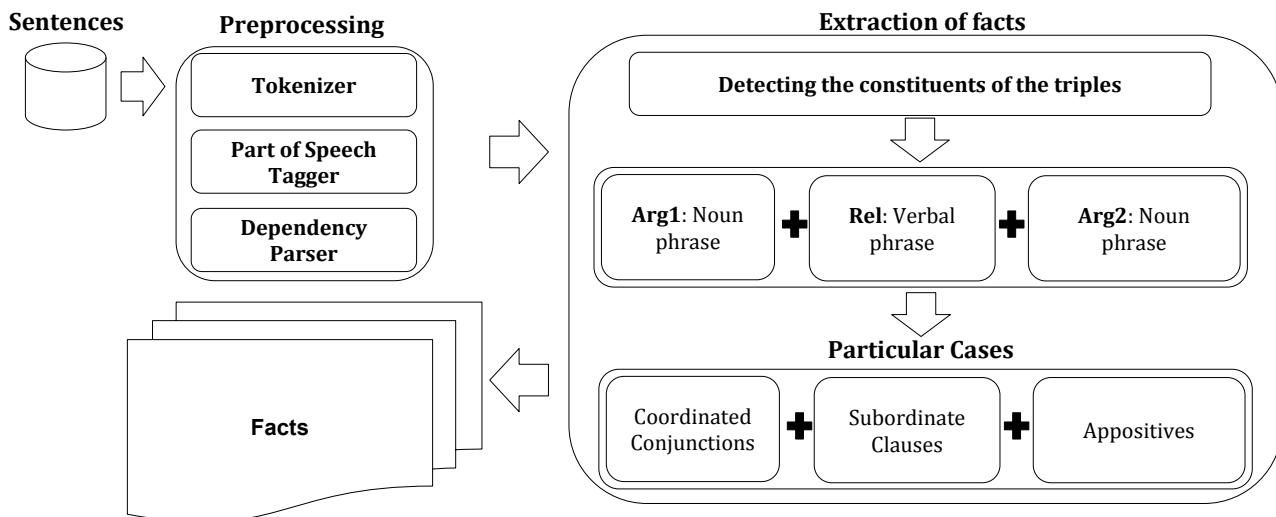 Sentences
Preprocessing
Tokenizer
Part of Speech
Tagger
Dependency
Parser
Extraction of facts
Detecting the constituents of the triples
Arg1: Noun
phrase
Rel: Verbal
phrase
Arg2: Noun
phrase
Particular Cases
Coordinated
Conjunctions
Subordinate
Clauses
Appositives
Facts